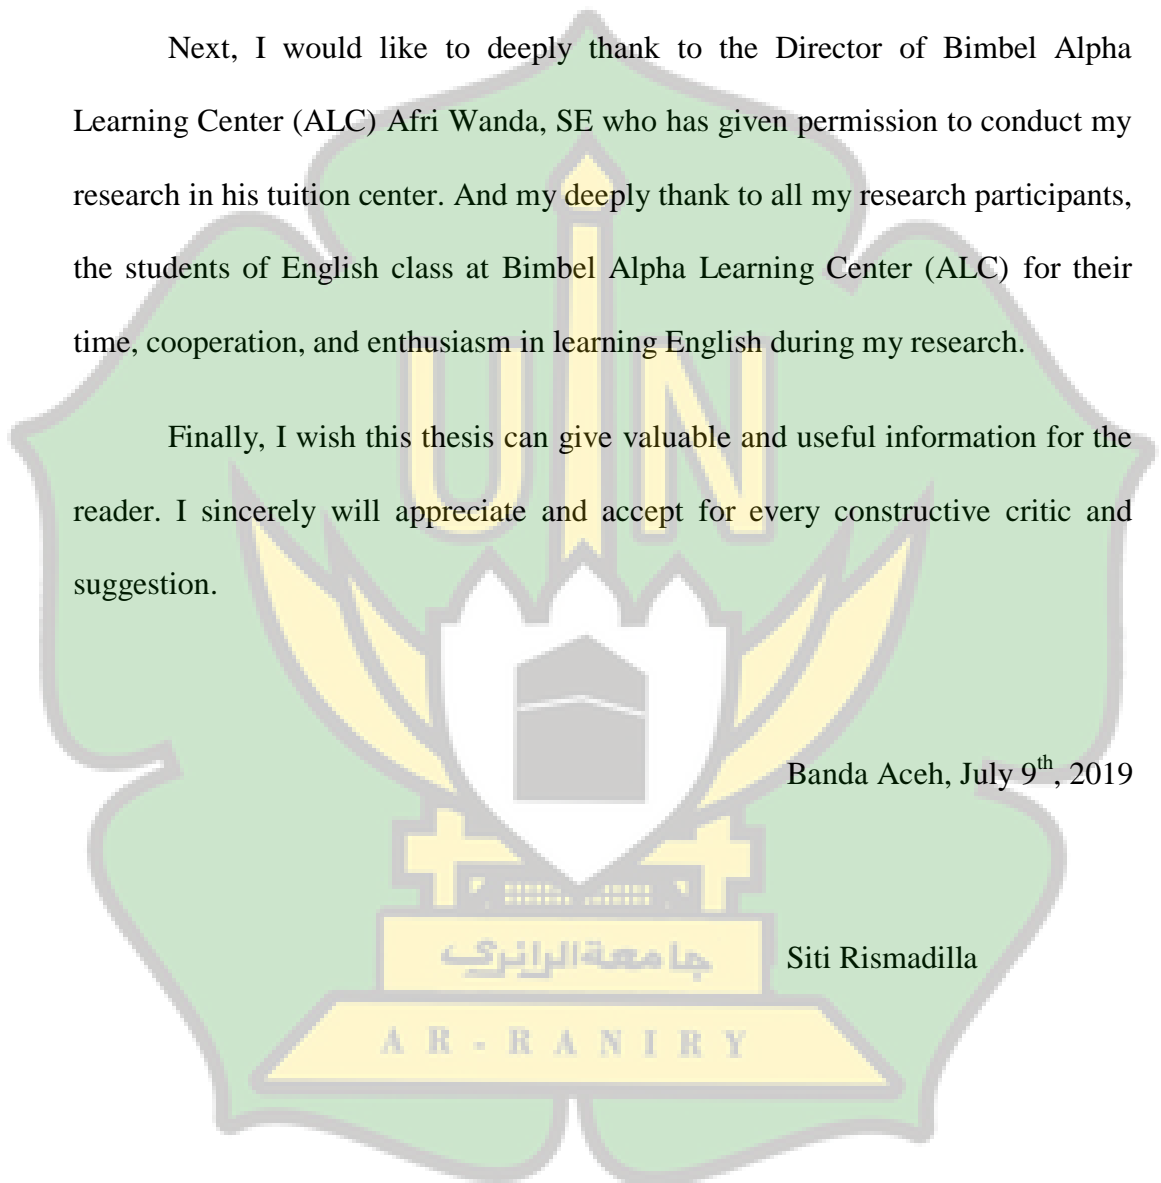 Next, I would like to deeply thank to the Director of Bimbel Alpha
Learning Center (ALC) Afri Wanda, SE who has given permission to conduct my
research in his tuition center. And my deeply thank to all my research participants,
the students of English class at Bimbel Alpha Learning Center (ALC) for their
time, cooperation, and enthusiasm in learning English during my research.
Finally, I wish this thesis can give valuable and useful information for the
reader. I sincerely will appreciate and accept for every constructive critic and
suggestion.
UIN
Banda Aceh, July 9th, 2019
جامعة الرانري
Siti Rismadilla
AR-RANIRY